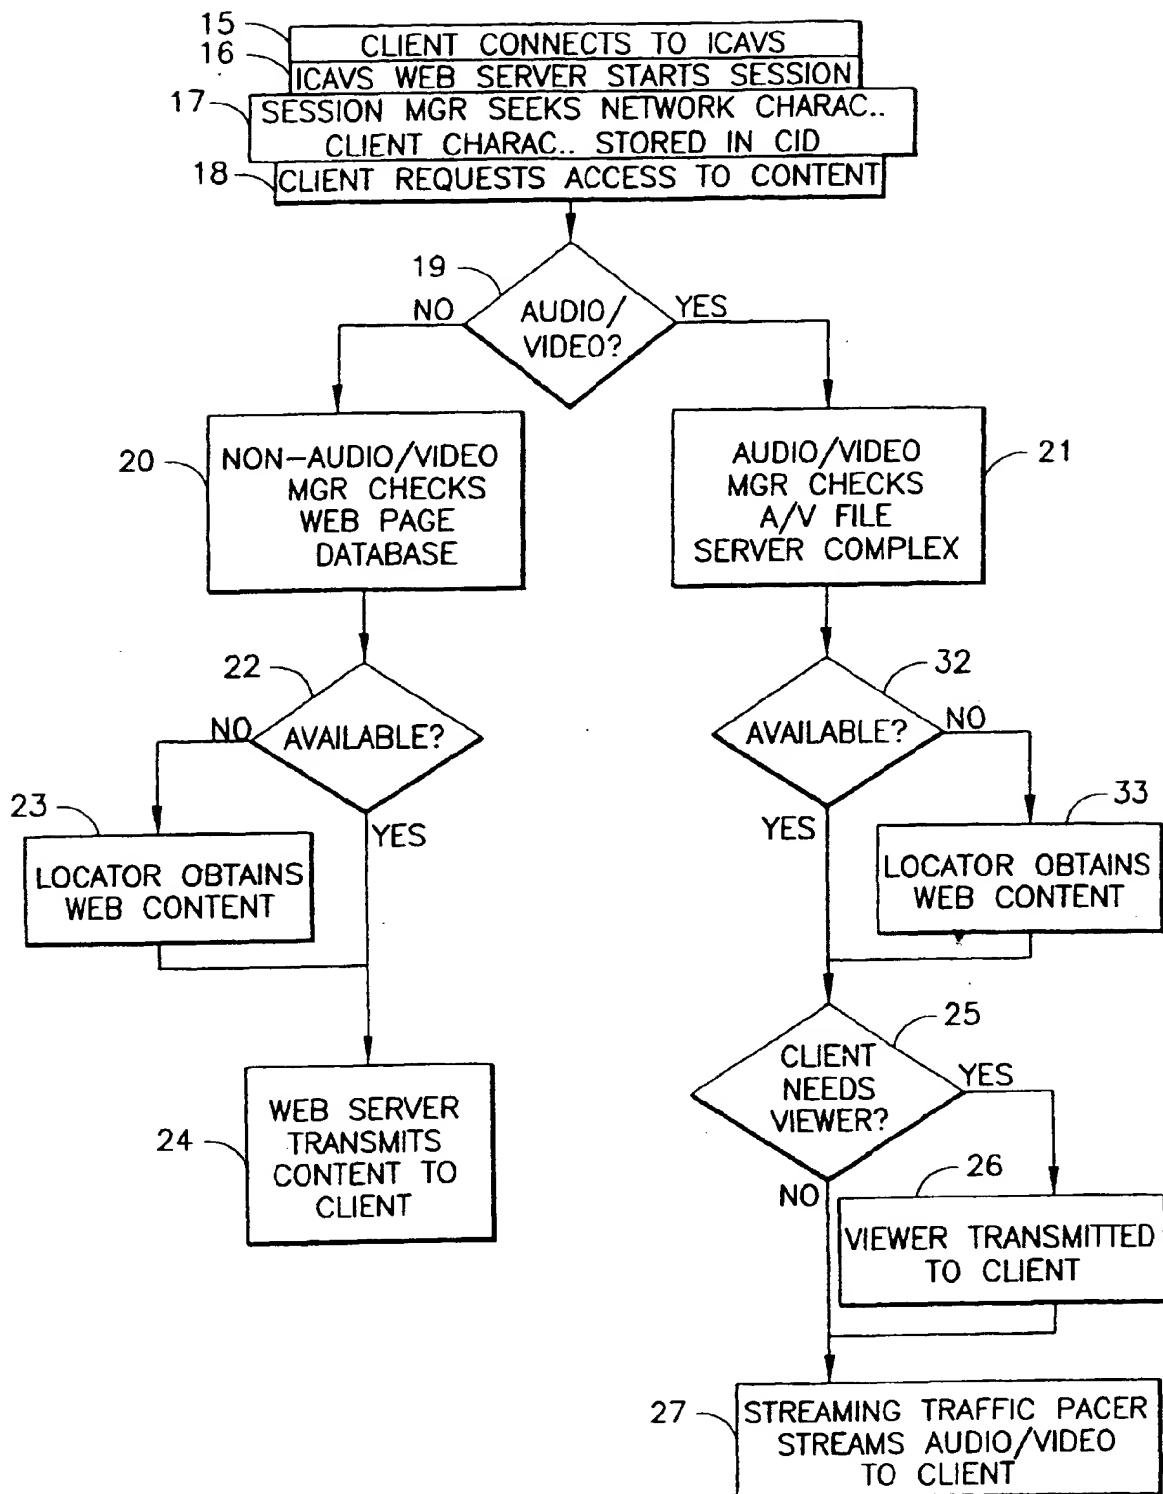 15
CLIENT CONNECTS TO ICAVS
16
ICAVS WEB SERVER STARTS SESSION
17
SESSION MGR SEEKS NETWORK CHARAC..
CLIENT CHARAC.. STORED IN CID
18
CLIENT REQUESTS ACCESS TO CONTENT
19
NO
AUDIO/
VIDEO?
YES
20
NON-AUDIO/VIDEO
MGR CHECKS
WEB PAGE
DATABASE
AUDIO/VIDEO
MGR CHECKS
A/V FILE
SERVER COMPLEX
21
22
NO
AVAILABLE?
YES
32
AVAILABLE?
NO
YES
23
LOCATOR OBTAINS
WEB CONTENT
33
LOCATOR OBTAINS
WEB CONTENT
24
WEB SERVER
TRANSMITS
CONTENT TO
CLIENT
25
CLIENT
NEEDS
VIEWER?
YES
NO
26
VIEWER TRANSMITTED
TO CLIENT
27
STREAMING TRAFFIC PACER
STREAMS AUDIO/VIDEO
TO CLIENT